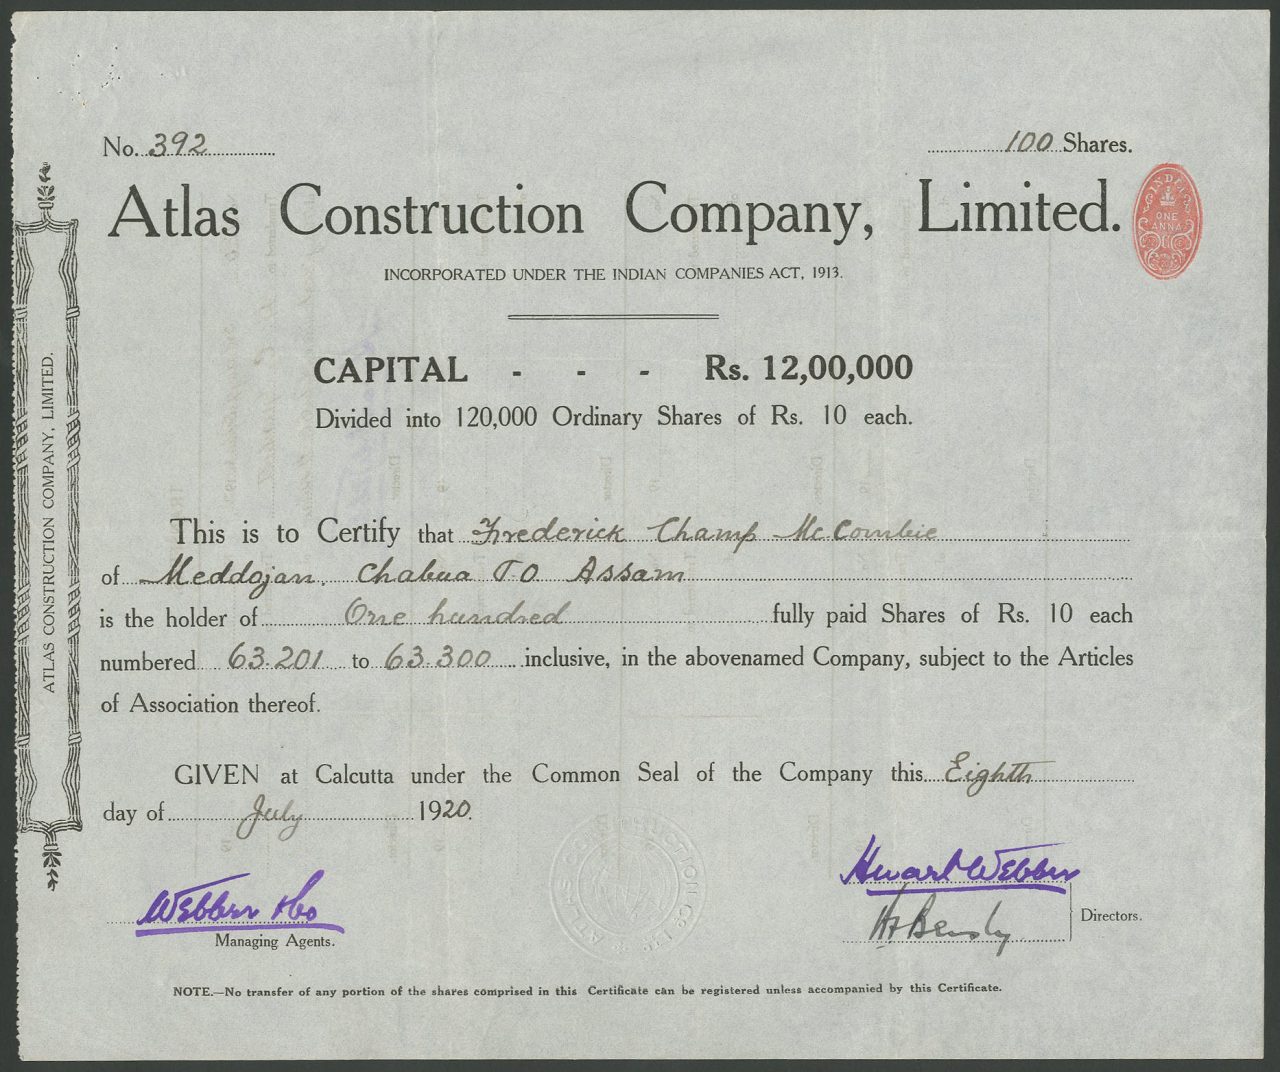 No. 392
100 Shares.
Atlas Construction Company, Limited.
INCORPORATED UNDER THE INDIAN COMPANIES ACT, 1913.
INDIA
ONE
ANNA
CAPITAL - - - Rs. 12,00,000
Divided into 120,000 Ordinary Shares of Rs. 10 each.
ATLAS CONSTRUCTION COMPANY, LIMITED.
This is to Certify that Frederick Champ McCombie
of Meddojan, Chabua P.O Assam
is the holder of One hundred fully paid Shares of Rs. 10 each
numbered 63.201 to 63.300 inclusive, in the abovenamed Company, subject to the Articles
of Association thereof.
GIVEN at Calcutta under the Common Seal of the Company this Eighth
day of July 1920.
Webber & Co
Managing Agents.
Webber
Directors.
NOTE.—No transfer of any portion of the shares comprised in this Certificate can be registered unless accompanied by this Certificate.